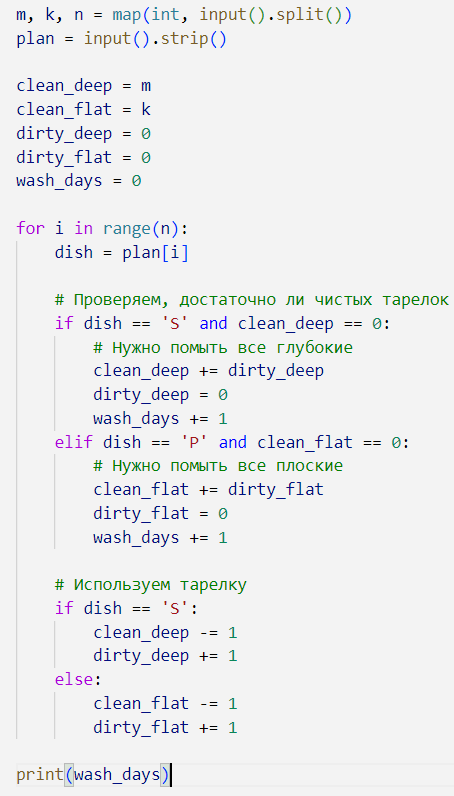 m, k, n = map(int, input().split())
plan = input().strip()

clean_deep = m
clean_flat = k
dirty_deep = 0
dirty_flat = 0
wash_days = 0

for i in range(n):
    dish = plan[i]

    # Проверяем, достаточно ли чистых тарелок
    if dish == 'S' and clean_deep == 0:
        # Нужно помыть все глубокие
        clean_deep += dirty_deep
        dirty_deep = 0
        wash_days += 1
    elif dish == 'P' and clean_flat == 0:
        # Нужно помыть все плоские
        clean_flat += dirty_flat
        dirty_flat = 0
        wash_days += 1

    # Используем тарелку
    if dish == 'S':
        clean_deep -= 1
        dirty_deep += 1
    else:
        clean_flat -= 1
        dirty_flat += 1

print(wash_days)